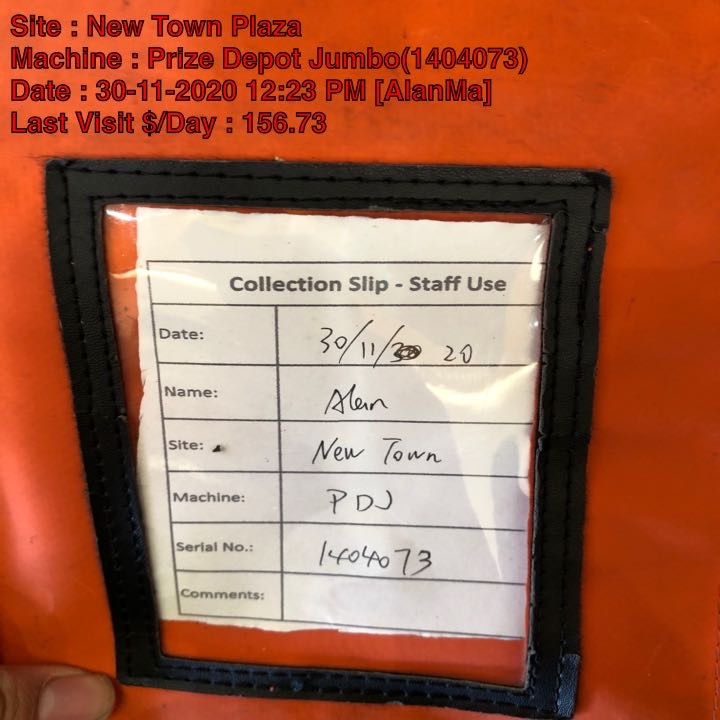 Site : New Town Plaza
Machine : Prize Depot Jumbo(1404073)
Date : 30-11-2020 12:23 PM [AlanMa]
Last Visit $/Day : 156.73
Collection Slip - Staff Use
Date: 30/11/ 20
Name: Alan
Site: New Town
Machine: PDJ
Serial No.: 1404073
Comments: